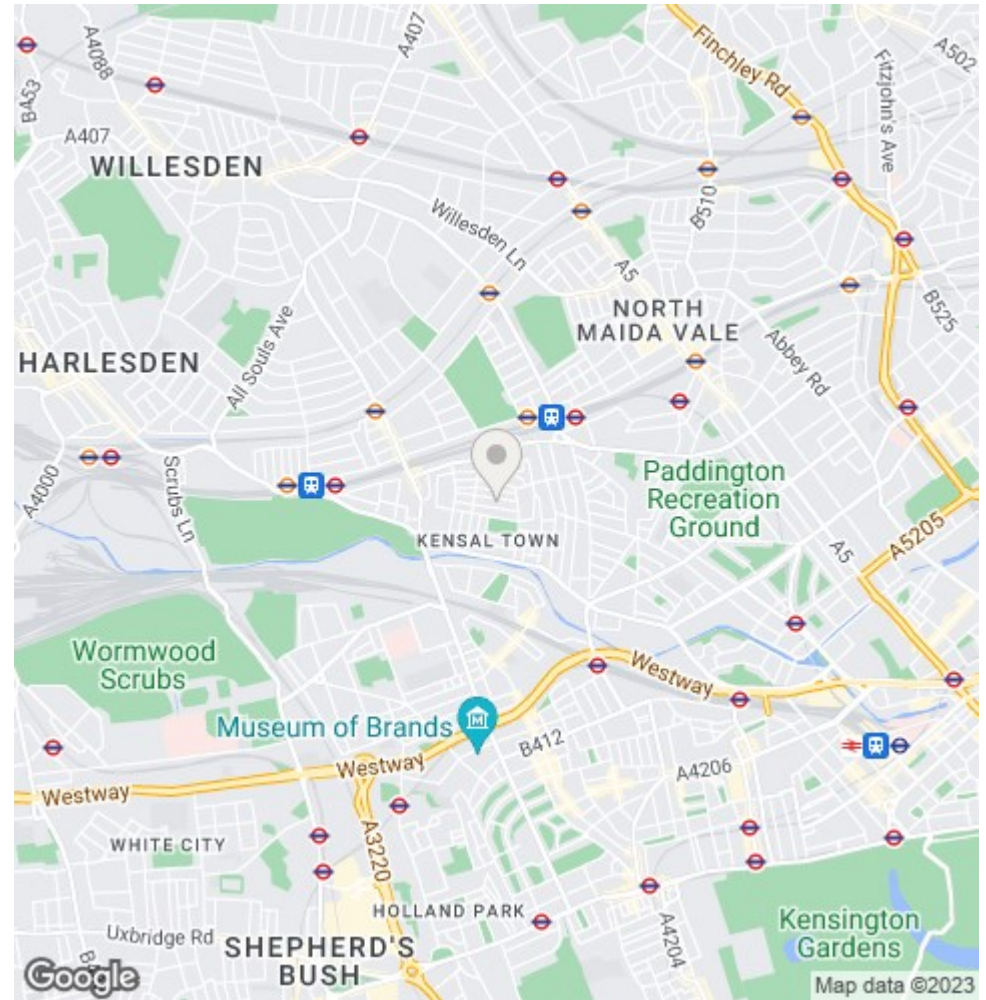 A4088
A407
Finchley Rd
A502
BA53
Fitzjohn's Ave
A407
WILLESDEN
B510
Willesden Ln
A5
NORTH
MAIDA VALE
B525
All Souls Ave
Abbey Rd
HARLESDEN
A4000
Scrubs Ln
Paddington
Recreation
Ground
KENSAL TOWN
A5
A5205
Wormwood
Scrubs
Westway
Museum of Brands
B412
Westway
A4206
Westway
A3220
WHITE CITY
HOLLAND PARK
A4204
Kensington
Gardens
Uxbridge Rd
SHEPHERD'S
BUSH
Google
Map data ©2023